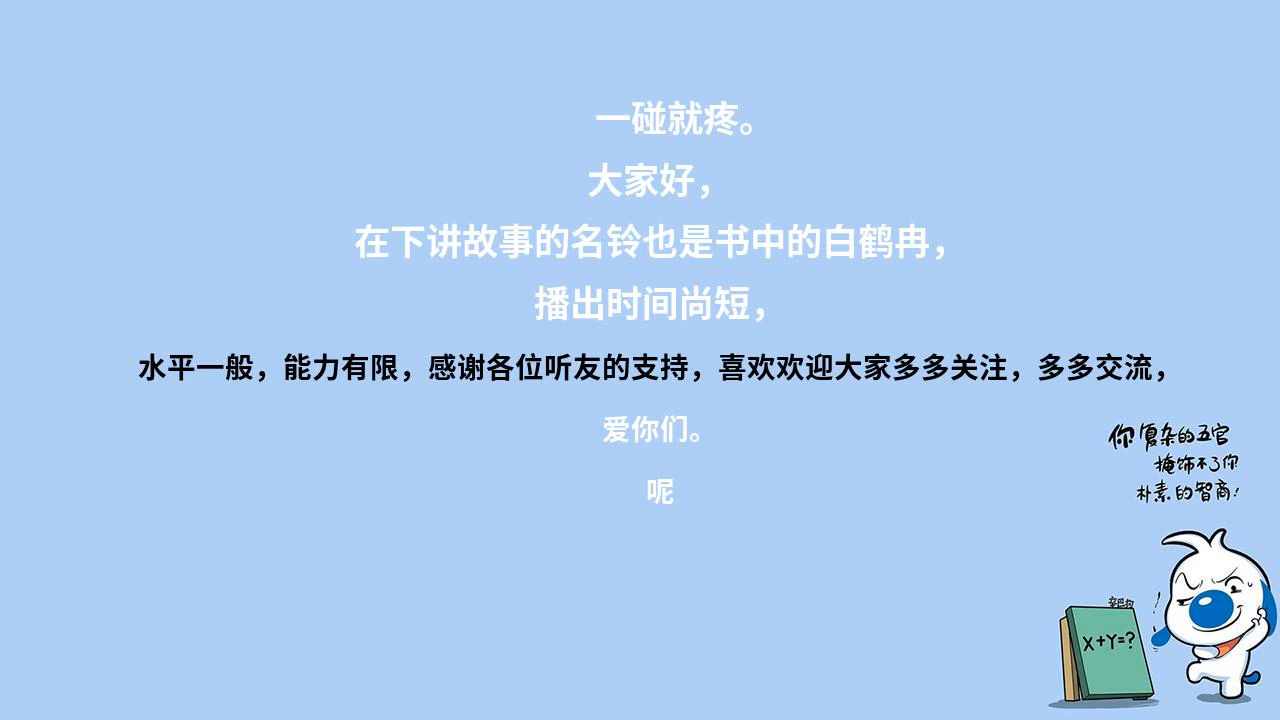 一碰就疼。
大家好，
在下讲故事的名铃也是书中的白鹤冉，
播出时间尚短，
水平一般，能力有限，感谢各位听友的支持，喜欢欢迎大家多多关注，多多交流，
爱你们。
呢
你复杂的五官
掩饰不了你
朴素的智商！
X+Y=?